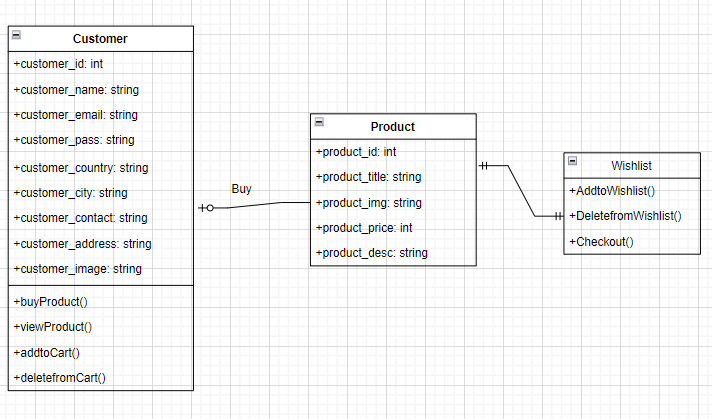 Customer
+customer_id: int
+customer_name: string
+customer_email: string
+customer_pass: string
+customer_country: string
+customer_city: string
+customer_contact: string
+customer_address: string
+customer_image: string
+buyProduct()
+viewProduct()
+addtoCart()
+deletefromCart()
Buy
Product
+product_id: int
+product_title: string
+product_img: string
+product_price: int
+product_desc: string
Wishlist
+AddtoWishlist()
+DeletefromWishlist()
+Checkout()